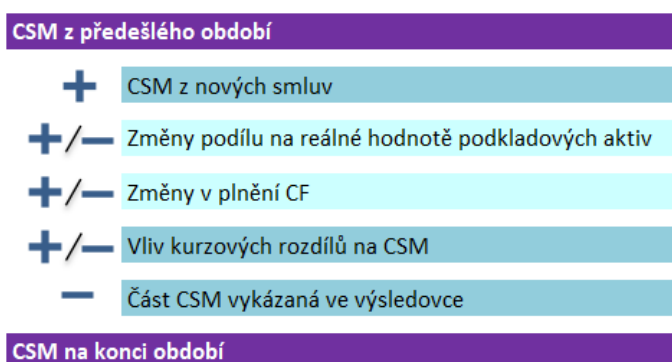 CSM z předešlého období
+ CSM z nových smluv
+/− Změny podílu na reálné hodnotě podkladových aktiv
+/− Změny v plnění CF
+/− Vliv kurzových rozdílů na CSM
− Část CSM vykázaná ve výsledovce
CSM na konci období